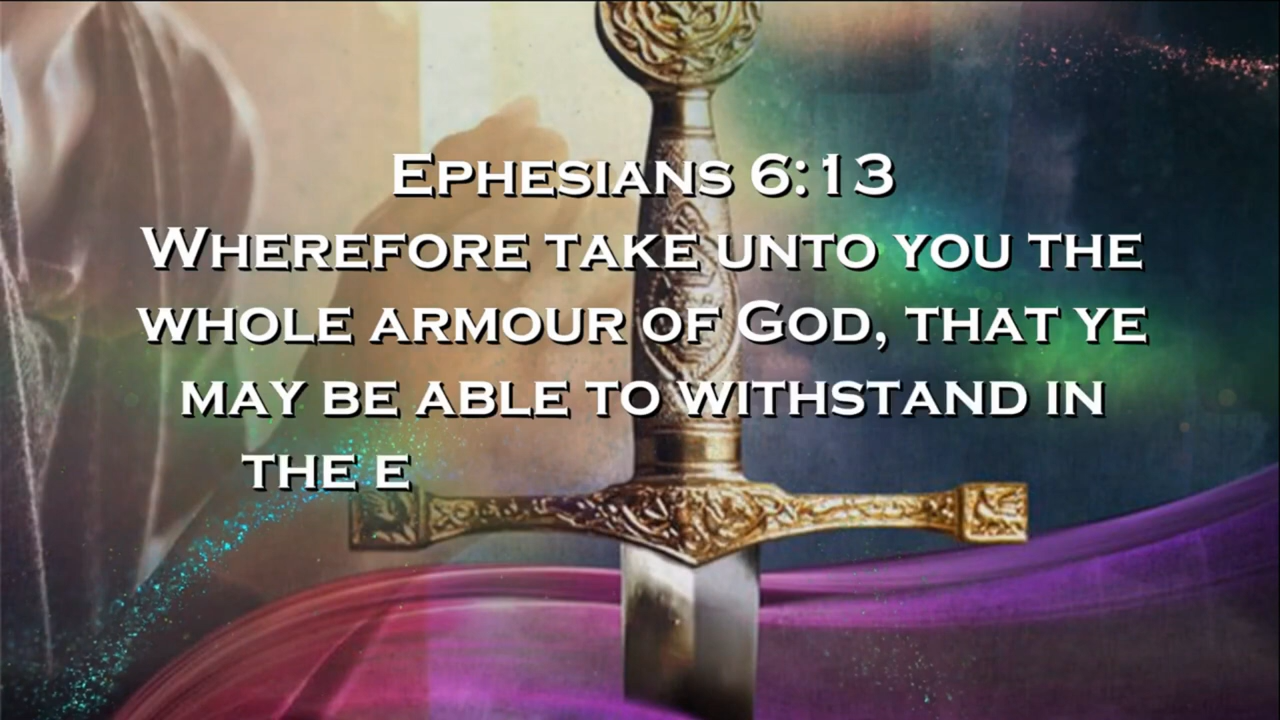 Ephesians 6:13
Wherefore take unto you the
whole armour of God, that ye
may be able to withstand in
the e